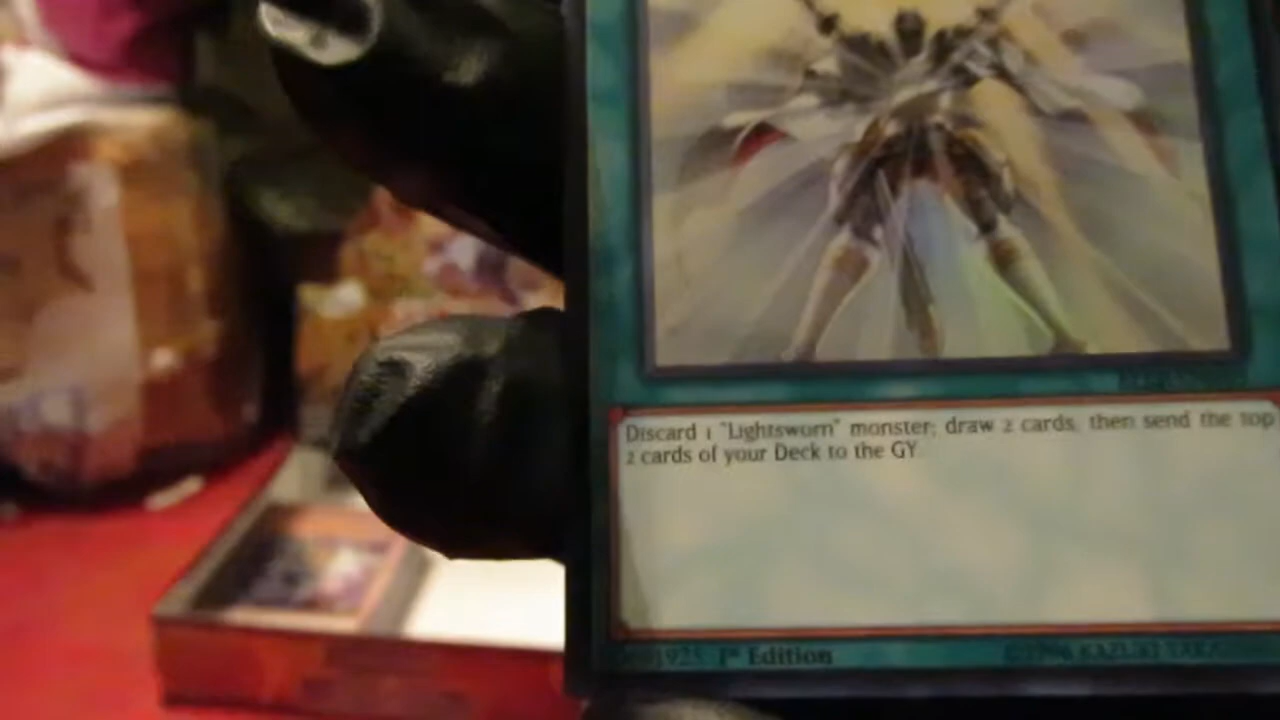 Discard 1 "Lightsworn" monster; draw 2 cards, then send the top
2 cards of your Deck to the GY.
1st Edition